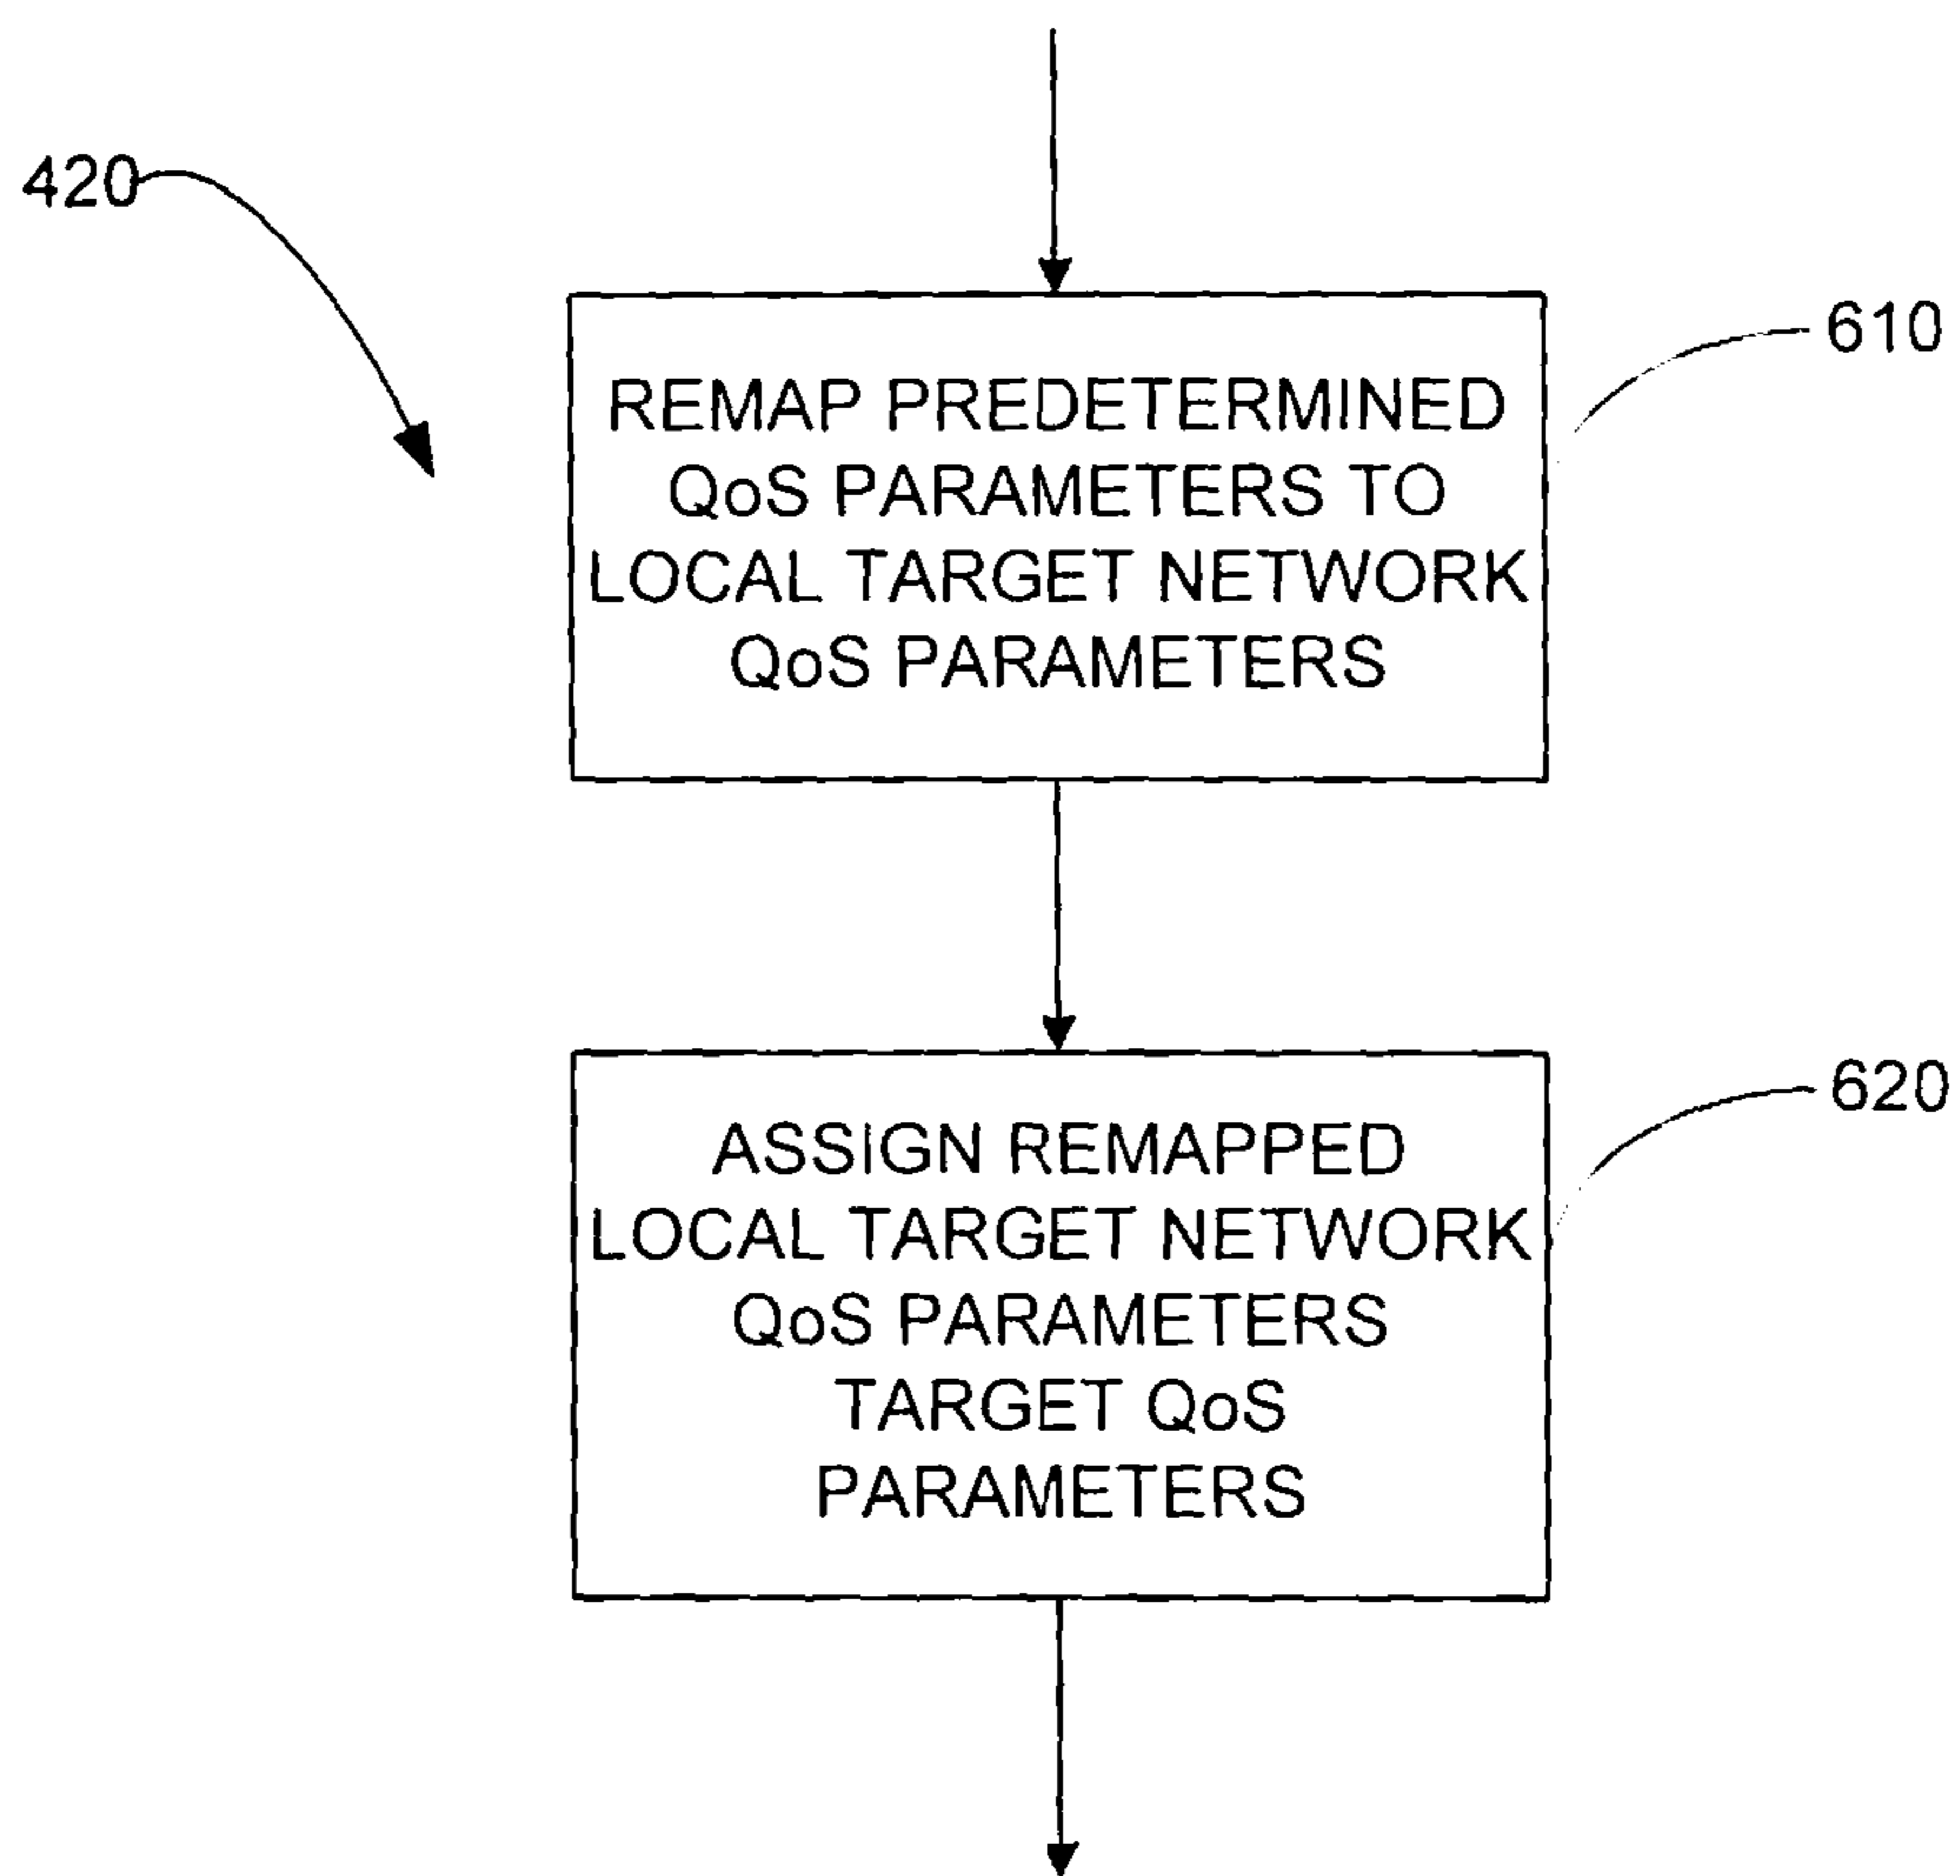 420
610
REMAP PREDETERMINED
QoS PARAMETERS TO
LOCAL TARGET NETWORK
QoS PARAMETERS
620
ASSIGN REMAPPED
LOCAL TARGET NETWORK
QoS PARAMETERS
TARGET QoS
PARAMETERS